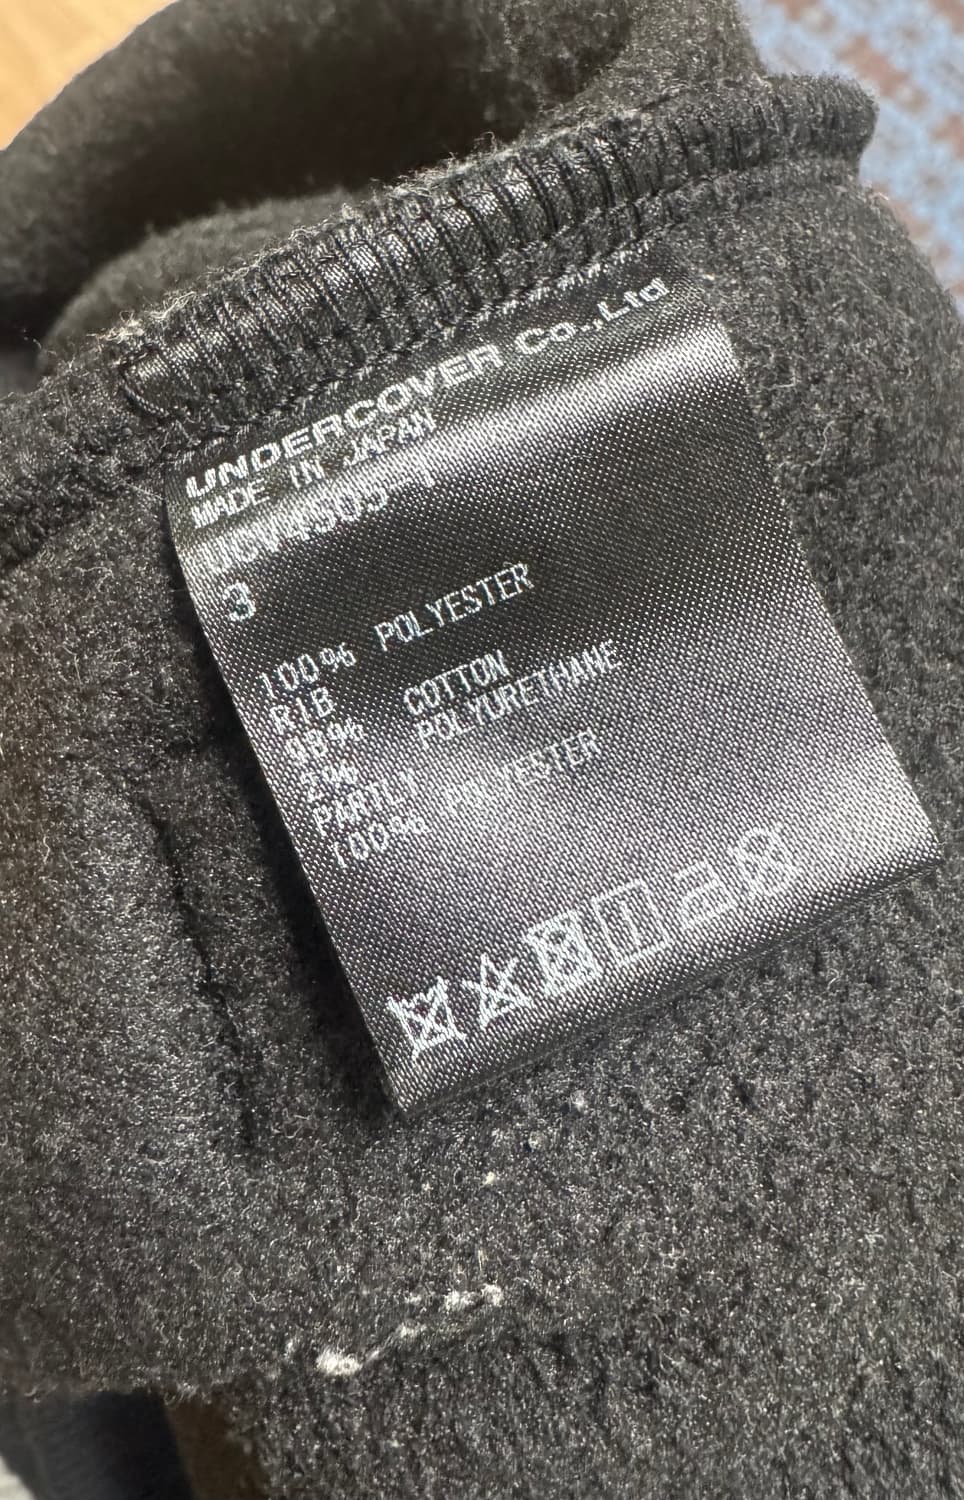 UNDERCOVER Co.,Ltd
MADE IN JAPAN
3
100% POLYESTER
RIB
98% COTTON
2% POLYURETHANE
PARTLY
100% POLYESTER